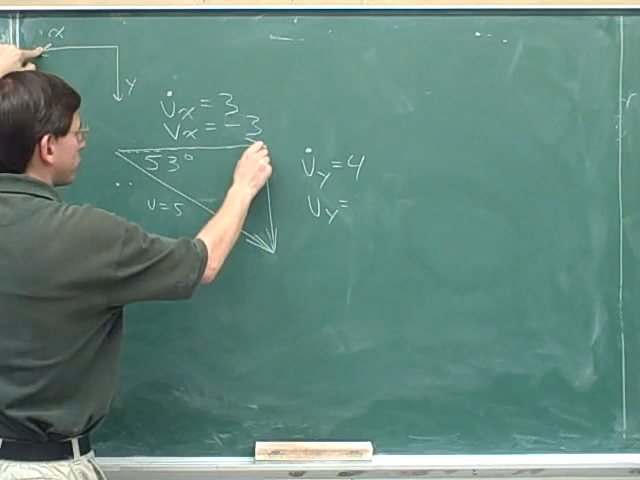 x
y
vx = 3
vx = -3
53°
v = 5
vy = 4
vy =